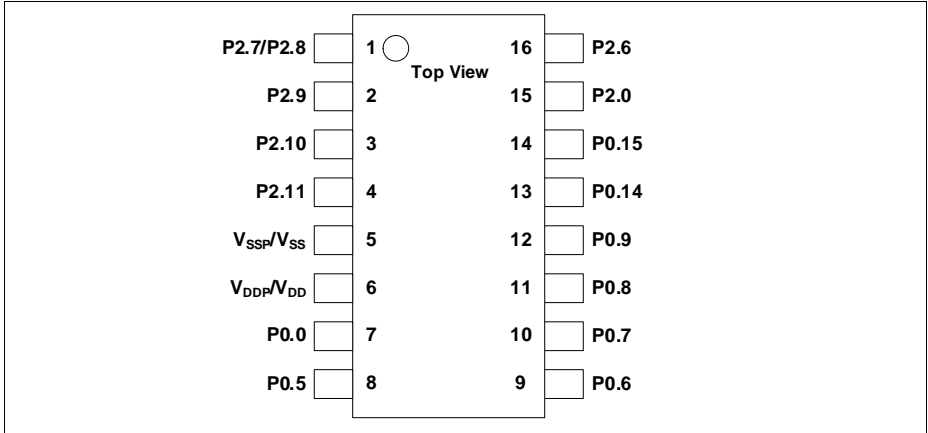 P2.7/P2.8 1 16 P2.6
Top View
P2.9 2 15 P2.0
P2.10 3 14 P0.15
P2.11 4 13 P0.14
VSSP/VSS 5 12 P0.9
VDDP/VDD 6 11 P0.8
P0.0 7 10 P0.7
P0.5 8 9 P0.6